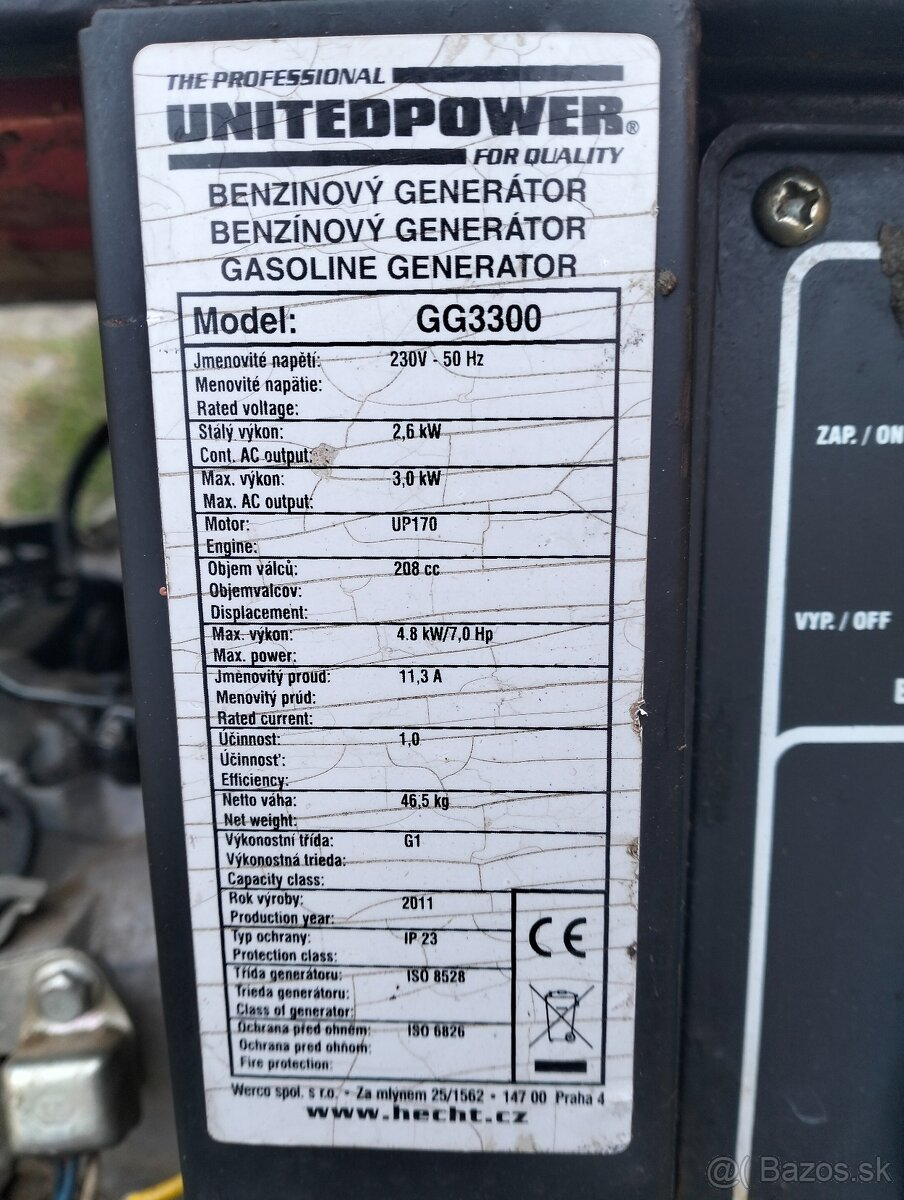 THE PROFESSIONAL
UNITEDPOWER®
FOR QUALITY
BENZINOVÝ GENERÁTOR
BENZÍNOVÝ GENERÁTOR
GASOLINE GENERATOR
Model: GG3300
Jmenovité napětí: 230V - 50 Hz
Menovité napätie:
Rated voltage:
Stálý výkon: 2,6 kW
Cont. AC output:
Max. výkon: 3,0 kW
Max. AC output:
Motor: UP170
Engine:
Objem válců: 208 cc
Objemvalcov:
Displacement:
Max. výkon: 4.8 kW/7,0 Hp
Max. power:
Jmenovitý proud: 11,3 A
Menovitý prúd:
Rated current:
Účinnost: 1,0
Účinnosť:
Efficiency:
Netto váha: 46,5 kg
Net weight:
Výkonostní třída: G1
Výkonostná trieda:
Capacity class:
Rok výroby: 2011
Production year:
Typ ochrany: IP 23
Protection class:
Třída generátoru: ISO 8528
Trieda generátoru:
Class of generator:
Ochrana před ohněm: ISO 6826
Ochrana pred ohňom:
Fire protection:
CE
Werco spol. s r.o. • Za mlýnem 25/1562 • 147 00 Praha 4
www.hecht.cz
ZAP. / ON
VYP. / OFF
@( Bazos.sk